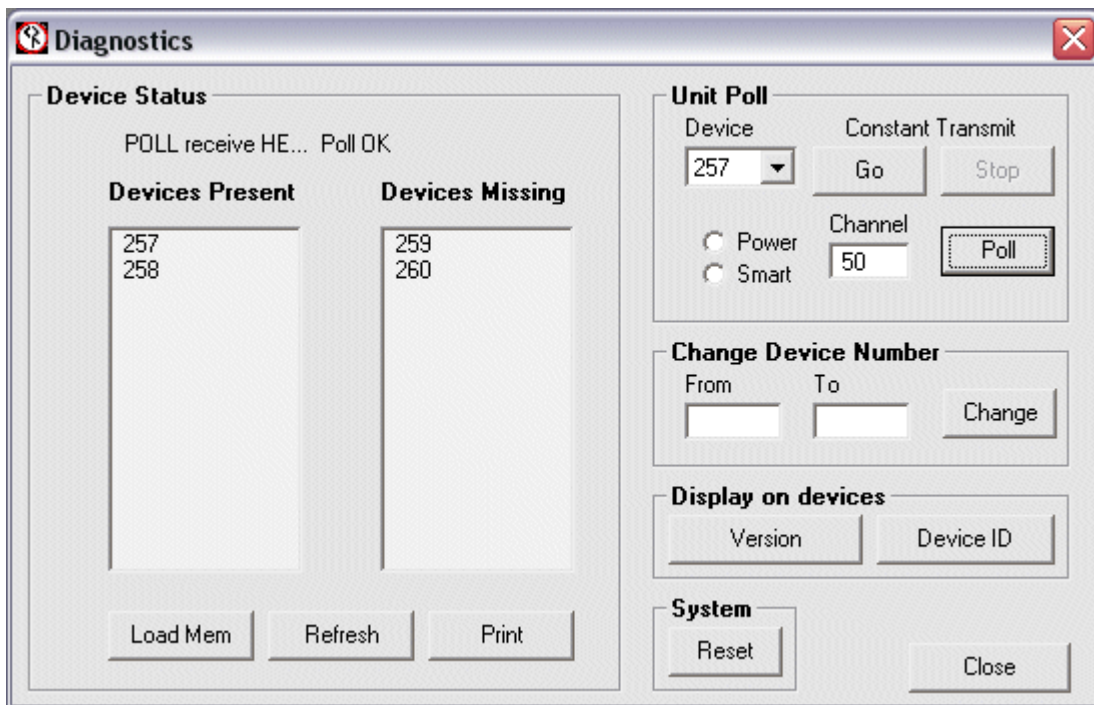 Diagnostics
Device Status
POLL receive HE... Poll OK
Devices Present
257
258
Devices Missing
259
260
Load Mem
Refresh
Print
Unit Poll
Device
257
Constant Transmit
Go
Stop
Power
Smart
Channel
50
Poll
Change Device Number
From
To
Change
Display on devices
Version
Device ID
System
Reset
Close